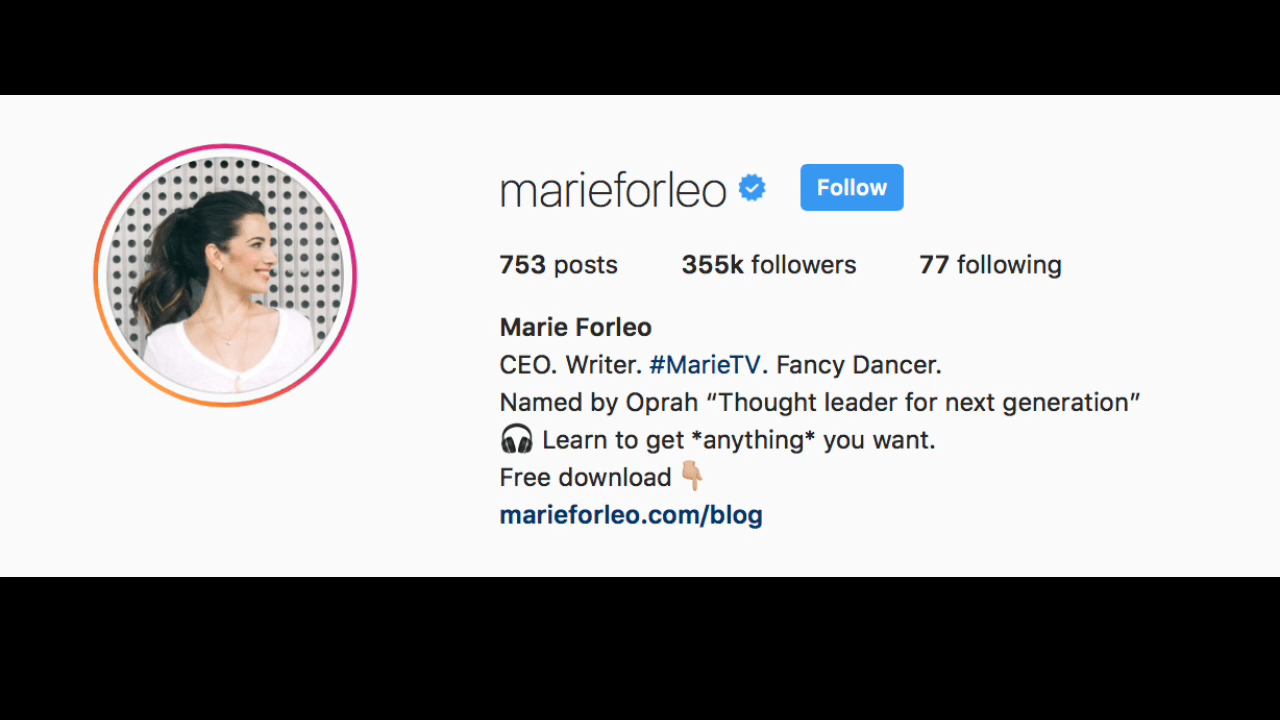 marieforleo Follow
753 posts 355k followers 77 following
Marie Forleo
CEO. Writer. #MarieTV. Fancy Dancer.
Named by Oprah “Thought leader for next generation”
🎧 Learn to get *anything* you want.
Free download 👇🏼
marieforleo.com/blog